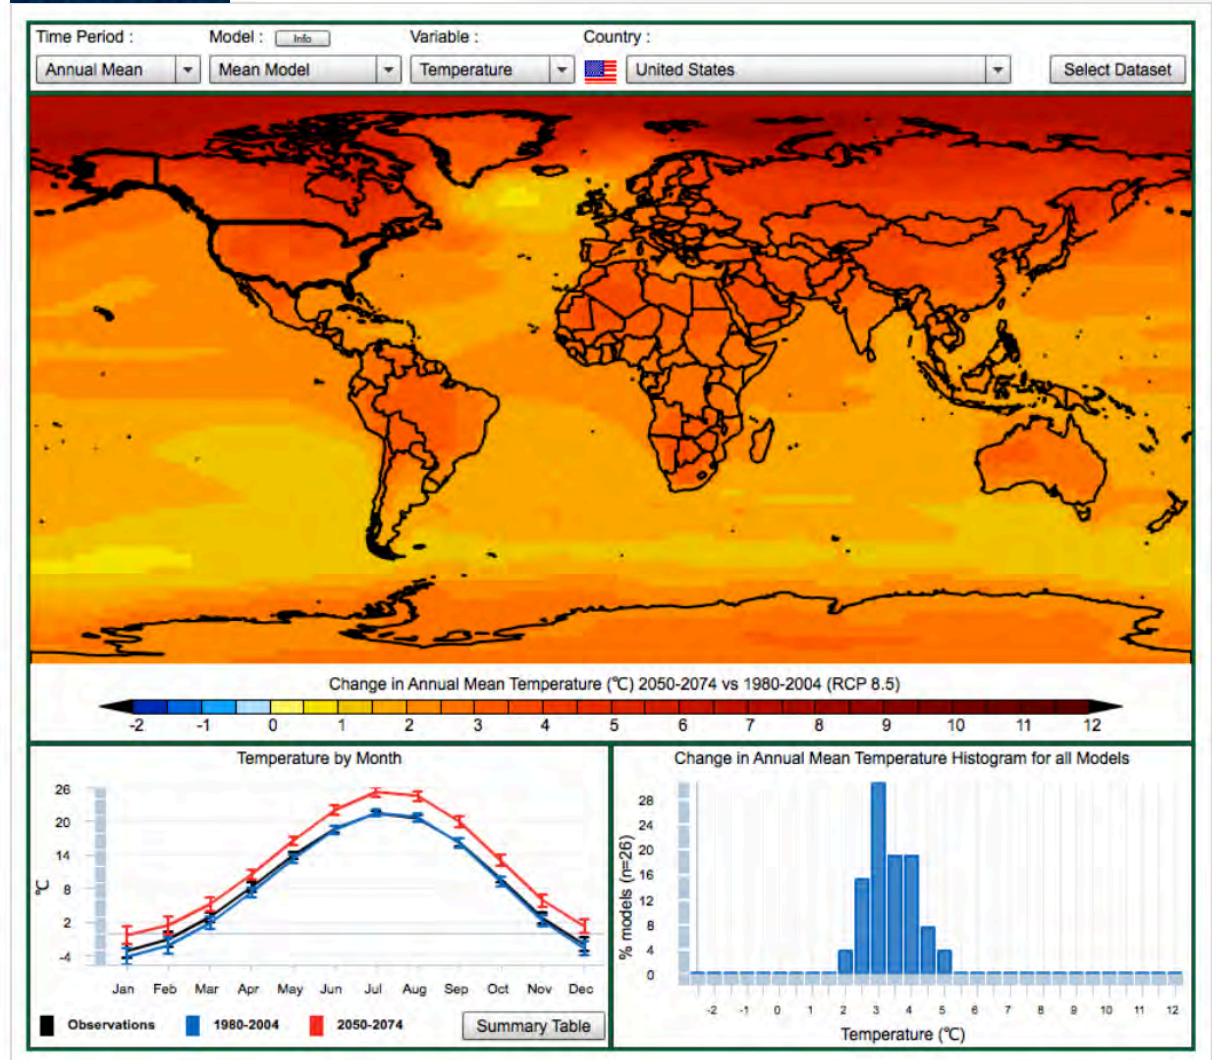 Time Period : Model : Info Variable : Country :
Annual Mean Mean Model Temperature United States Select Dataset
Change in Annual Mean Temperature (℃) 2050-2074 vs 1980-2004 (RCP 8.5)
-2 -1 0 1 2 3 4 5 6 7 8 9 10 11 12
Temperature by Month
26
20
14
8
2
-4
℃
Jan Feb Mar Apr May Jun Jul Aug Sep Oct Nov Dec
Observations 1980-2004 2050-2074 Summary Table
Change in Annual Mean Temperature Histogram for all Models
28
24
20
16
12
8
4
0
% models (n=26)
-2 -1 0 1 2 3 4 5 6 7 8 9 10 11 12
Temperature (℃)